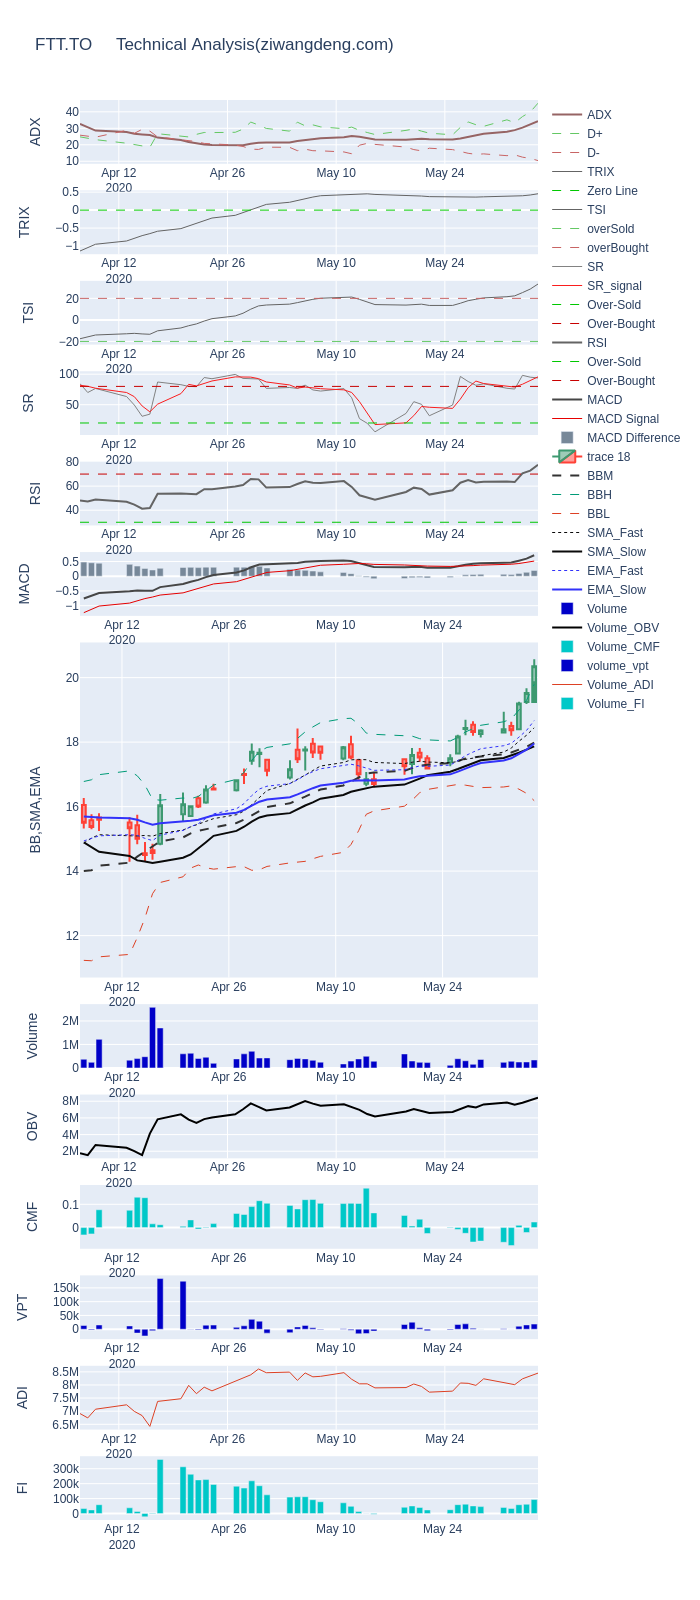 FTT.TO     Technical Analysis(ziwangdeng.com)
ADX
40
30
20
10
Apr 12
2020
Apr 26
May 10
May 24
TRIX
0.5
0
−0.5
−1
Apr 12
2020
Apr 26
May 10
May 24
TSI
20
0
−20
Apr 12
2020
Apr 26
May 10
May 24
SR
100
50
Apr 12
2020
Apr 26
May 10
May 24
RSI
80
60
40
Apr 12
2020
Apr 26
May 10
May 24
MACD
0.5
0
−0.5
−1
Apr 12
2020
Apr 26
May 10
May 24
BB,SMA,EMA
20
18
16
14
12
Apr 12
2020
Apr 26
May 10
May 24
Volume
2M
1M
0
Apr 12
2020
Apr 26
May 10
May 24
OBV
8M
6M
4M
2M
Apr 12
2020
Apr 26
May 10
May 24
CMF
0.1
0
Apr 12
2020
Apr 26
May 10
May 24
VPT
150k
100k
50k
0
Apr 12
2020
Apr 26
May 10
May 24
ADI
8.5M
8M
7.5M
7M
6.5M
Apr 12
2020
Apr 26
May 10
May 24
FI
300k
200k
100k
0
Apr 12
2020
Apr 26
May 10
May 24
ADX
D+
D-
TRIX
Zero Line
TSI
overSold
overBought
SR
SR_signal
Over-Sold
Over-Bought
RSI
Over-Sold
Over-Bought
MACD
MACD Signal
MACD Difference
trace 18
BBM
BBH
BBL
SMA_Fast
SMA_Slow
EMA_Fast
EMA_Slow
Volume
Volume_OBV
Volume_CMF
volume_vpt
Volume_ADI
Volume_FI